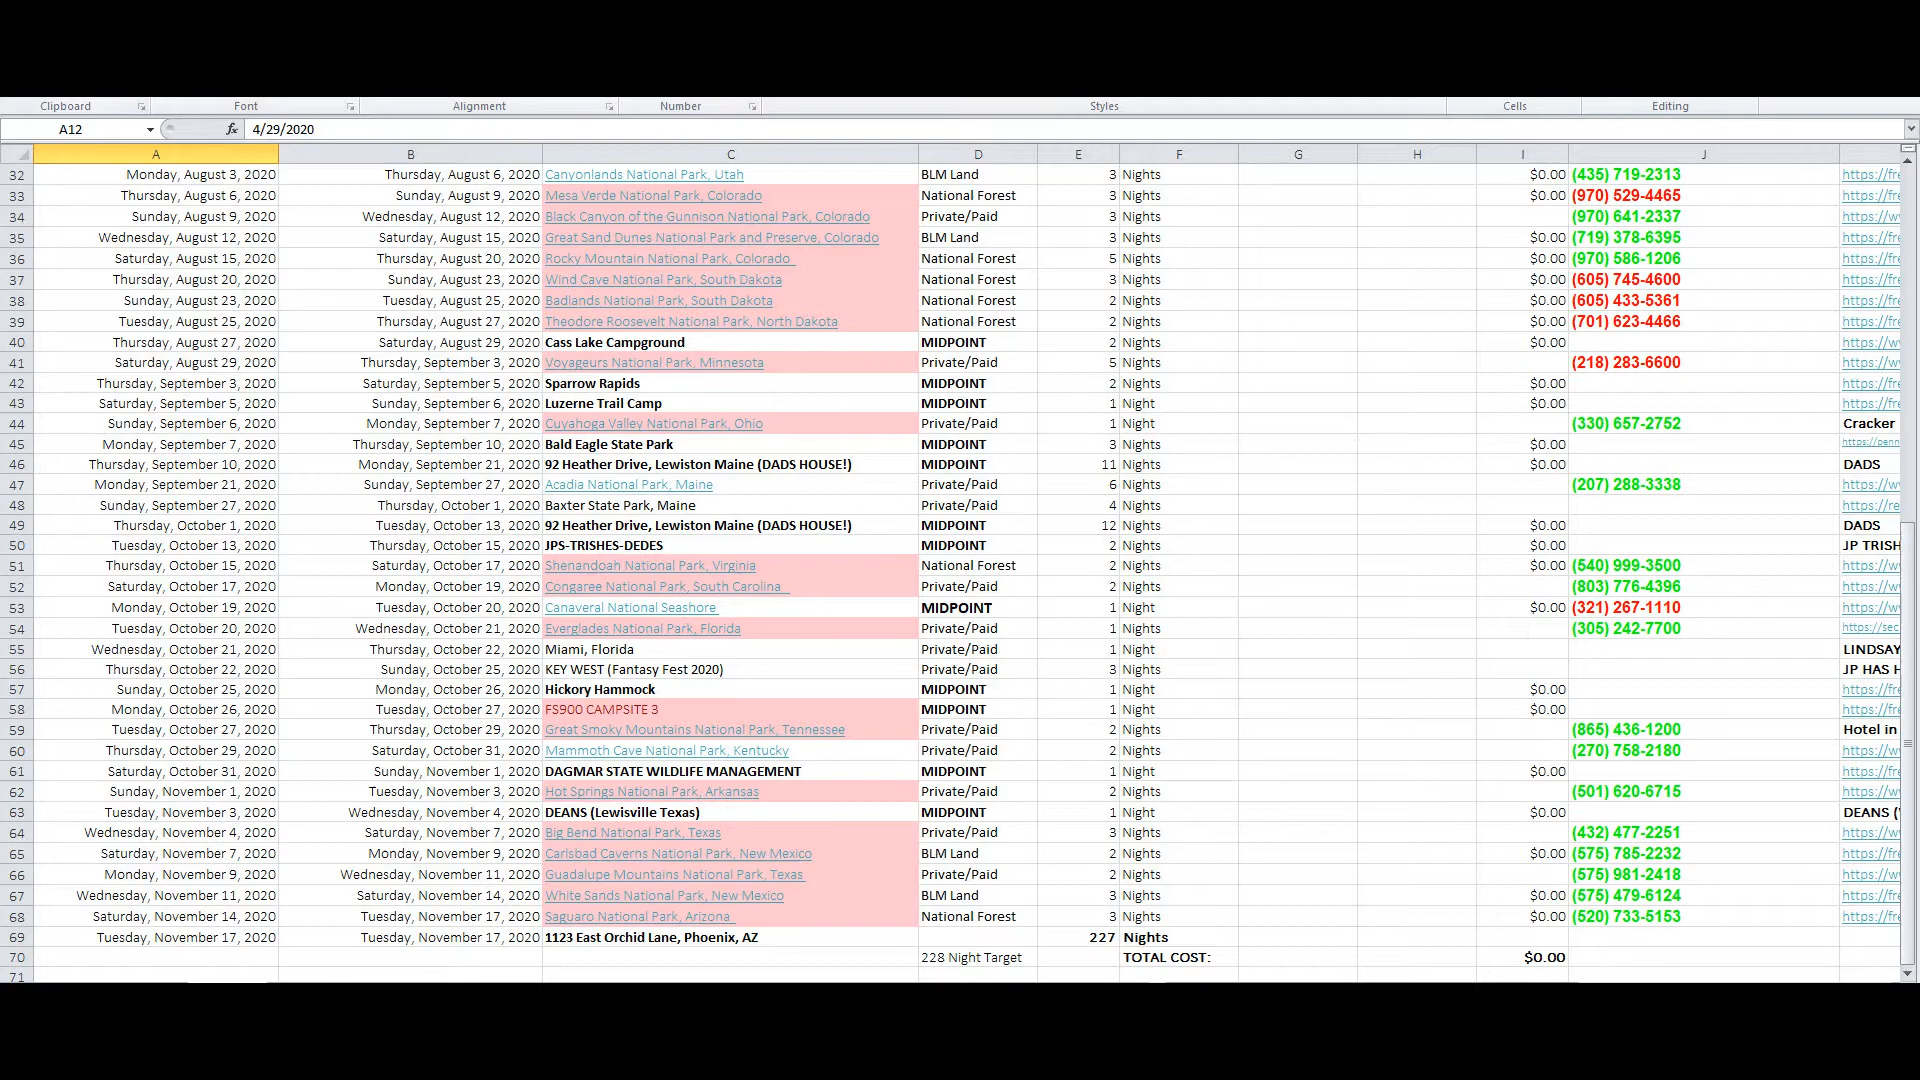 Clipboard Font Alignment Number Styles Cells Editing
A12 fx 4/29/2020
A B C D E F G H I J
32 Monday, August 3, 2020 Thursday, August 6, 2020 Canyonlands National Park, Utah BLM Land 3 Nights $0.00 (435) 719-2313 https://fre
33 Thursday, August 6, 2020 Sunday, August 9, 2020 Mesa Verde National Park, Colorado National Forest 3 Nights $0.00 (970) 529-4465 https://fre
34 Sunday, August 9, 2020 Wednesday, August 12, 2020 Black Canyon of the Gunnison National Park, Colorado Private/Paid 3 Nights (970) 641-2337 https://w
35 Wednesday, August 12, 2020 Saturday, August 15, 2020 Great Sand Dunes National Park and Preserve, Colorado BLM Land 3 Nights $0.00 (719) 378-6395 https://fre
36 Saturday, August 15, 2020 Thursday, August 20, 2020 Rocky Mountain National Park, Colorado National Forest 5 Nights $0.00 (970) 586-1206 https://fre
37 Thursday, August 20, 2020 Sunday, August 23, 2020 Wind Cave National Park, South Dakota National Forest 3 Nights $0.00 (605) 745-4600 https://fre
38 Sunday, August 23, 2020 Tuesday, August 25, 2020 Badlands National Park, South Dakota National Forest 2 Nights $0.00 (605) 433-5361 https://fre
39 Tuesday, August 25, 2020 Thursday, August 27, 2020 Theodore Roosevelt National Park, North Dakota National Forest 2 Nights $0.00 (701) 623-4466 https://fre
40 Thursday, August 27, 2020 Saturday, August 29, 2020 Cass Lake Campground MIDPOINT 2 Nights $0.00 https://fre
41 Saturday, August 29, 2020 Thursday, September 3, 2020 Voyageurs National Park, Minnesota Private/Paid 5 Nights (218) 283-6600 https://w
42 Thursday, September 3, 2020 Saturday, September 5, 2020 Sparrow Rapids MIDPOINT 2 Nights $0.00 https://fre
43 Saturday, September 5, 2020 Sunday, September 6, 2020 Luzerne Trail Camp MIDPOINT 1 Night $0.00 https://fre
44 Sunday, September 6, 2020 Monday, September 7, 2020 Cuyahoga Valley National Park, Ohio Private/Paid 1 Night (330) 657-2752 Cracker
45 Monday, September 7, 2020 Thursday, September 10, 2020 Bald Eagle State Park MIDPOINT 3 Nights $0.00 https://penn
46 Thursday, September 10, 2020 Monday, September 21, 2020 92 Heather Drive, Lewiston Maine (DADS HOUSE!) MIDPOINT 11 Nights $0.00 DADS
47 Monday, September 21, 2020 Sunday, September 27, 2020 Acadia National Park, Maine Private/Paid 6 Nights (207) 288-3338 https://w
48 Sunday, September 27, 2020 Thursday, October 1, 2020 Baxter State Park, Maine Private/Paid 4 Nights https://re
49 Thursday, October 1, 2020 Tuesday, October 13, 2020 92 Heather Drive, Lewiston Maine (DADS HOUSE!) MIDPOINT 12 Nights $0.00 DADS
50 Tuesday, October 13, 2020 Thursday, October 15, 2020 JPS-TRISHES-DEDES MIDPOINT 2 Nights $0.00 JP TRISH
51 Thursday, October 15, 2020 Saturday, October 17, 2020 Shenandoah National Park, Virginia National Forest 2 Nights $0.00 (540) 999-3500 https://fre
52 Saturday, October 17, 2020 Monday, October 19, 2020 Congaree National Park, South Carolina Private/Paid 2 Nights (803) 776-4396 https://fre
53 Monday, October 19, 2020 Tuesday, October 20, 2020 Canaveral National Seashore MIDPOINT 1 Night $0.00 (321) 267-1110 https://w
54 Tuesday, October 20, 2020 Wednesday, October 21, 2020 Everglades National Park, Florida Private/Paid 1 Nights (305) 242-7700 https://sec
55 Wednesday, October 21, 2020 Thursday, October 22, 2020 Miami, Florida Private/Paid 1 Night LINDSAY
56 Thursday, October 22, 2020 Sunday, October 25, 2020 KEY WEST (Fantasy Fest 2020) Private/Paid 3 Nights JP HAS H
57 Sunday, October 25, 2020 Monday, October 26, 2020 Hickory Hammock MIDPOINT 1 Night $0.00 https://fre
58 Monday, October 26, 2020 Tuesday, October 27, 2020 FS900 CAMPSITE 3 MIDPOINT 1 Night $0.00 https://fre
59 Tuesday, October 27, 2020 Thursday, October 29, 2020 Great Smoky Mountains National Park, Tennessee Private/Paid 2 Nights (865) 436-1200 Hotel in
60 Thursday, October 29, 2020 Saturday, October 31, 2020 Mammoth Cave National Park, Kentucky Private/Paid 2 Nights (270) 758-2180 https://w
61 Saturday, October 31, 2020 Sunday, November 1, 2020 DAGMAR STATE WILDLIFE MANAGEMENT MIDPOINT 1 Night $0.00 https://fre
62 Sunday, November 1, 2020 Tuesday, November 3, 2020 Hot Springs National Park, Arkansas Private/Paid 2 Nights (501) 620-6715 https://w
63 Tuesday, November 3, 2020 Wednesday, November 4, 2020 DEANS (Lewisville Texas) MIDPOINT 1 Night $0.00 DEANS (
64 Wednesday, November 4, 2020 Saturday, November 7, 2020 Big Bend National Park, Texas Private/Paid 3 Nights (432) 477-2251 https://w
65 Saturday, November 7, 2020 Monday, November 9, 2020 Carlsbad Caverns National Park, New Mexico BLM Land 2 Nights $0.00 (575) 785-2232 https://fre
66 Monday, November 9, 2020 Wednesday, November 11, 2020 Guadalupe Mountains National Park, Texas Private/Paid 2 Nights (575) 981-2418 https://w
67 Wednesday, November 11, 2020 Saturday, November 14, 2020 White Sands National Park, New Mexico BLM Land 3 Nights $0.00 (575) 479-6124 https://fre
68 Saturday, November 14, 2020 Tuesday, November 17, 2020 Saguaro National Park, Arizona National Forest 3 Nights $0.00 (520) 733-5153 https://fre
69 Tuesday, November 17, 2020 Tuesday, November 17, 2020 1123 East Orchid Lane, Phoenix, AZ 227 Nights
70 228 Night Target TOTAL COST: $0.00
71